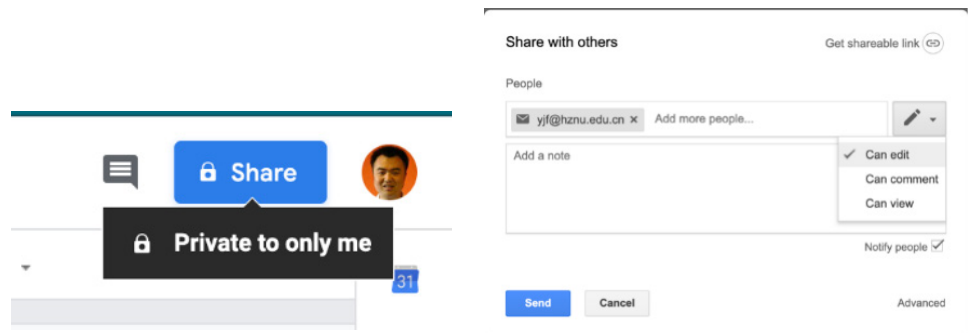 Share
Private to only me
31
Share with others
Get shareable link
People
yjf@hznu.edu.cn × Add more people...
Add a note
Can edit
Can comment
Can view
Notify people
Send Cancel Advanced